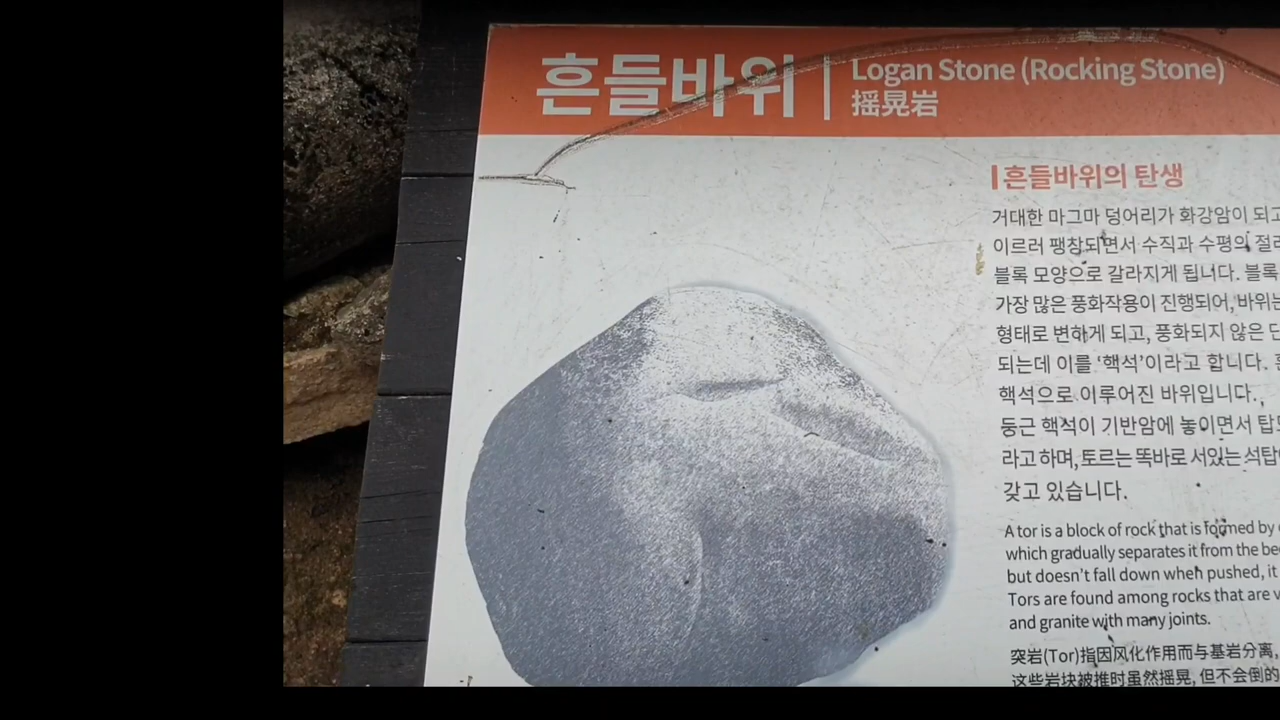 흔들바위
Logan Stone (Rocking Stone)
摇晃岩
흔들바위의 탄생
거대한 마그마 덩어리가 화강암이 되고
이르러 팽창되면서 수직과 수평의
블록 모양으로 갈라지게 됩니다. 블록
가장 많은 풍화작용이 진행되어, 바위는
형태로 변하게 되고, 풍화되지 않은
되는데 이를 ‘핵석’이라고 합니다.
핵석으로 이루어진 바위입니다.
둥근 핵석이 기반암에 놓이면서
라고 하며, 토르는 똑바로 서있는 석탑
갖고 있습니다.
A tor is a block of rock that is formed by
which gradually separates it from the
but doesn't fall down when pushed, it
Tors are found among rocks that are
and granite with many joints.
突岩(Tor)指因风化作用而与基岩分离,
这些岩块被推时虽然摇晃, 但不会倒的